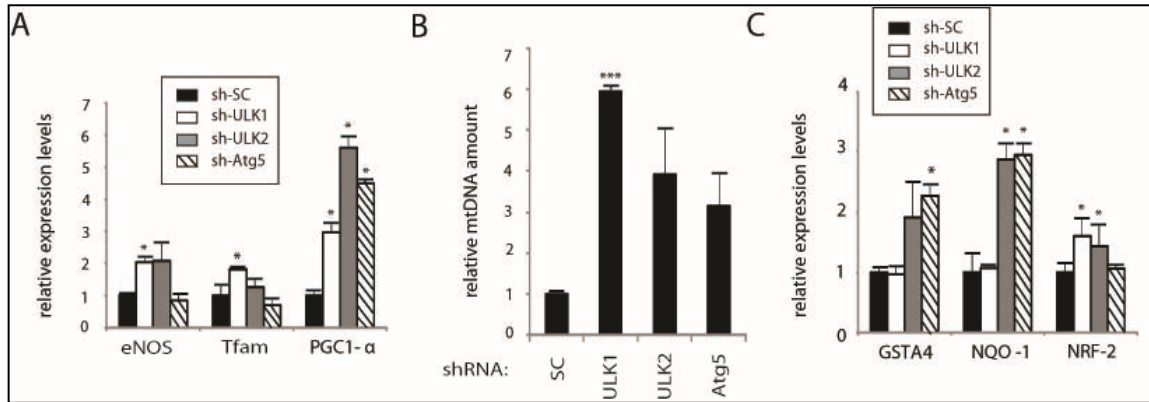 A
sh-SC
sh-ULK1
sh-ULK2
sh-Atg5
relative expression levels
7
6
5
4
3
2
1
0
*
*
*
*
*
eNOS
Tfam
PGC1- α
B
relative mtDNA amount
7
6
5
4
3
2
1
0
***
shRNA:
SC
ULK1
ULK2
Atg5
C
sh-SC
sh-ULK1
sh-ULK2
sh-Atg5
relative expression levels
4
3
2
1
0
*
*
*
*
*
GSTA4
NQO -1
NRF-2